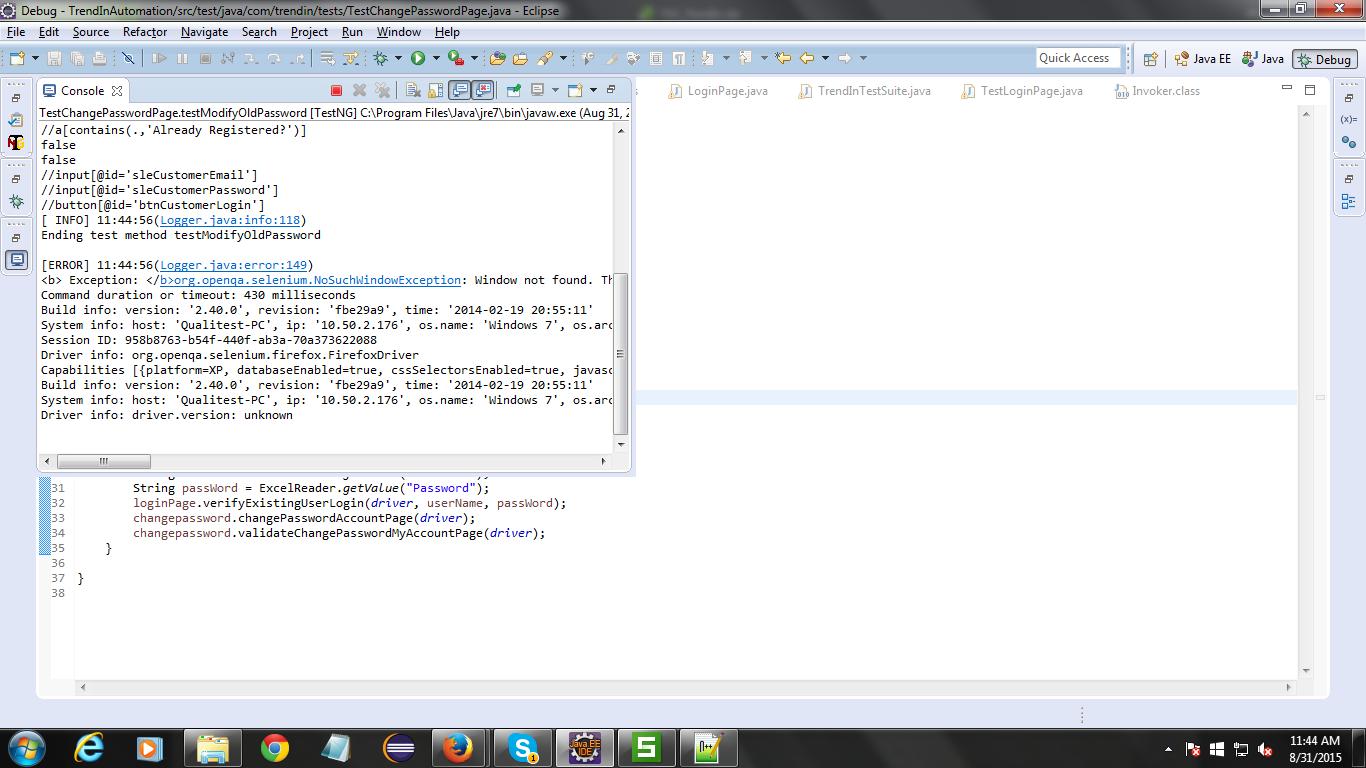 Debug - TrendInAutomation/src/test/java/com/trendin/tests/TestChangePasswordPage.java - Eclipse
File Edit Source Refactor Navigate Search Project Run Window Help
Quick Access
Java EE
Java
Debug
Console
LoginPage.java
TrendInTestSuite.java
TestLoginPage.java
Invoker.class
TestChangePasswordPage.testModifyOldPassword [TestNG] C:\Program Files\Java\jre7\bin\javaw.exe (Aug 31, 2
//a[contains(.,'Already Registered?')]
false
false
//input[@id='sleCustomerEmail']
//input[@id='sleCustomerPassword']
//button[@id='btnCustomerLogin']
[ INFO] 11:44:56(Logger.java:info:118)
Ending test method testModifyOldPassword
[ERROR] 11:44:56(Logger.java:error:149)
<b> Exception: </b>org.openqa.selenium.NoSuchWindowException: Window not found. Th
Command duration or timeout: 430 milliseconds
Build info: version: '2.40.0', revision: 'fbe29a9', time: '2014-02-19 20:55:11'
System info: host: 'Qualitest-PC', ip: '10.50.2.176', os.name: 'Windows 7', os.arc
Session ID: 958b8763-b54f-440f-ab3a-70a373622088
Driver info: org.openqa.selenium.firefox.FirefoxDriver
Capabilities [{platform=XP, databaseEnabled=true, cssSelectorsEnabled=true, javasc
Build info: version: '2.40.0', revision: 'fbe29a9', time: '2014-02-19 20:55:11'
System info: host: 'Qualitest-PC', ip: '10.50.2.176', os.name: 'Windows 7', os.arc
Driver info: driver.version: unknown
31 String passWord = ExcelReader.getValue("Password");
32 loginPage.verifyExistingUserLogin(driver, userName, passWord);
33 changepassword.changePasswordAccountPage(driver);
34 changepassword.validateChangePasswordMyAccountPage(driver);
35 }
36
37 }
38
11:44 AM
8/31/2015